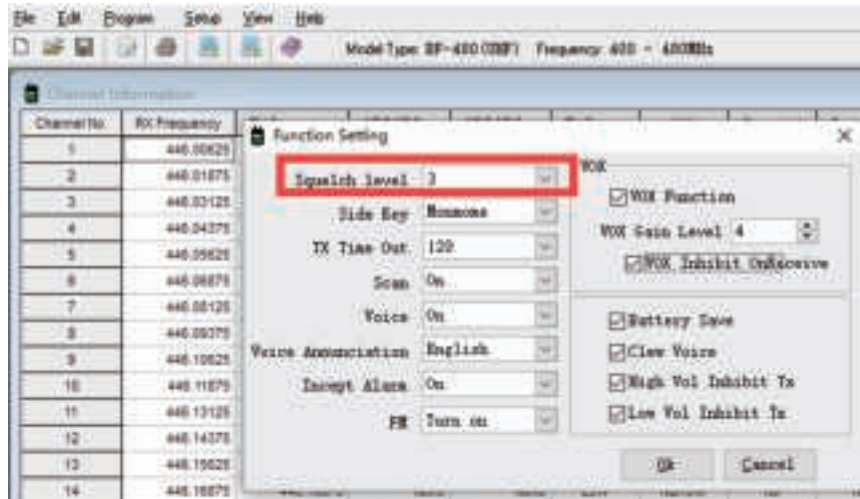 File Edit Program Setup View Help
Model Type: BF-480(UHF) Frequency: 400 - 480MHz
Channel Information
Channel No. RX Frequency
Function Setting
1 446.00625
2 446.01875
3 446.03125
4 446.04375
5 446.05625
6 446.06875
7 446.08125
8 446.09375
9 446.10625
10 446.11875
11 446.13125
12 446.14375
13 446.15625
14 446.16875
Squelch level 3
Side Key
TX Time Out 120
Scan On
Voice On
Voice Annunciation English
Incept Alarm On
FM Turn on
VOX
VOX Function
VOX Gain Level 4
VOX Inhibit OnReceive
Battery Save
Voice
High Vol Inhibit Tx
Low Vol Inhibit Tx
Ok Cancel